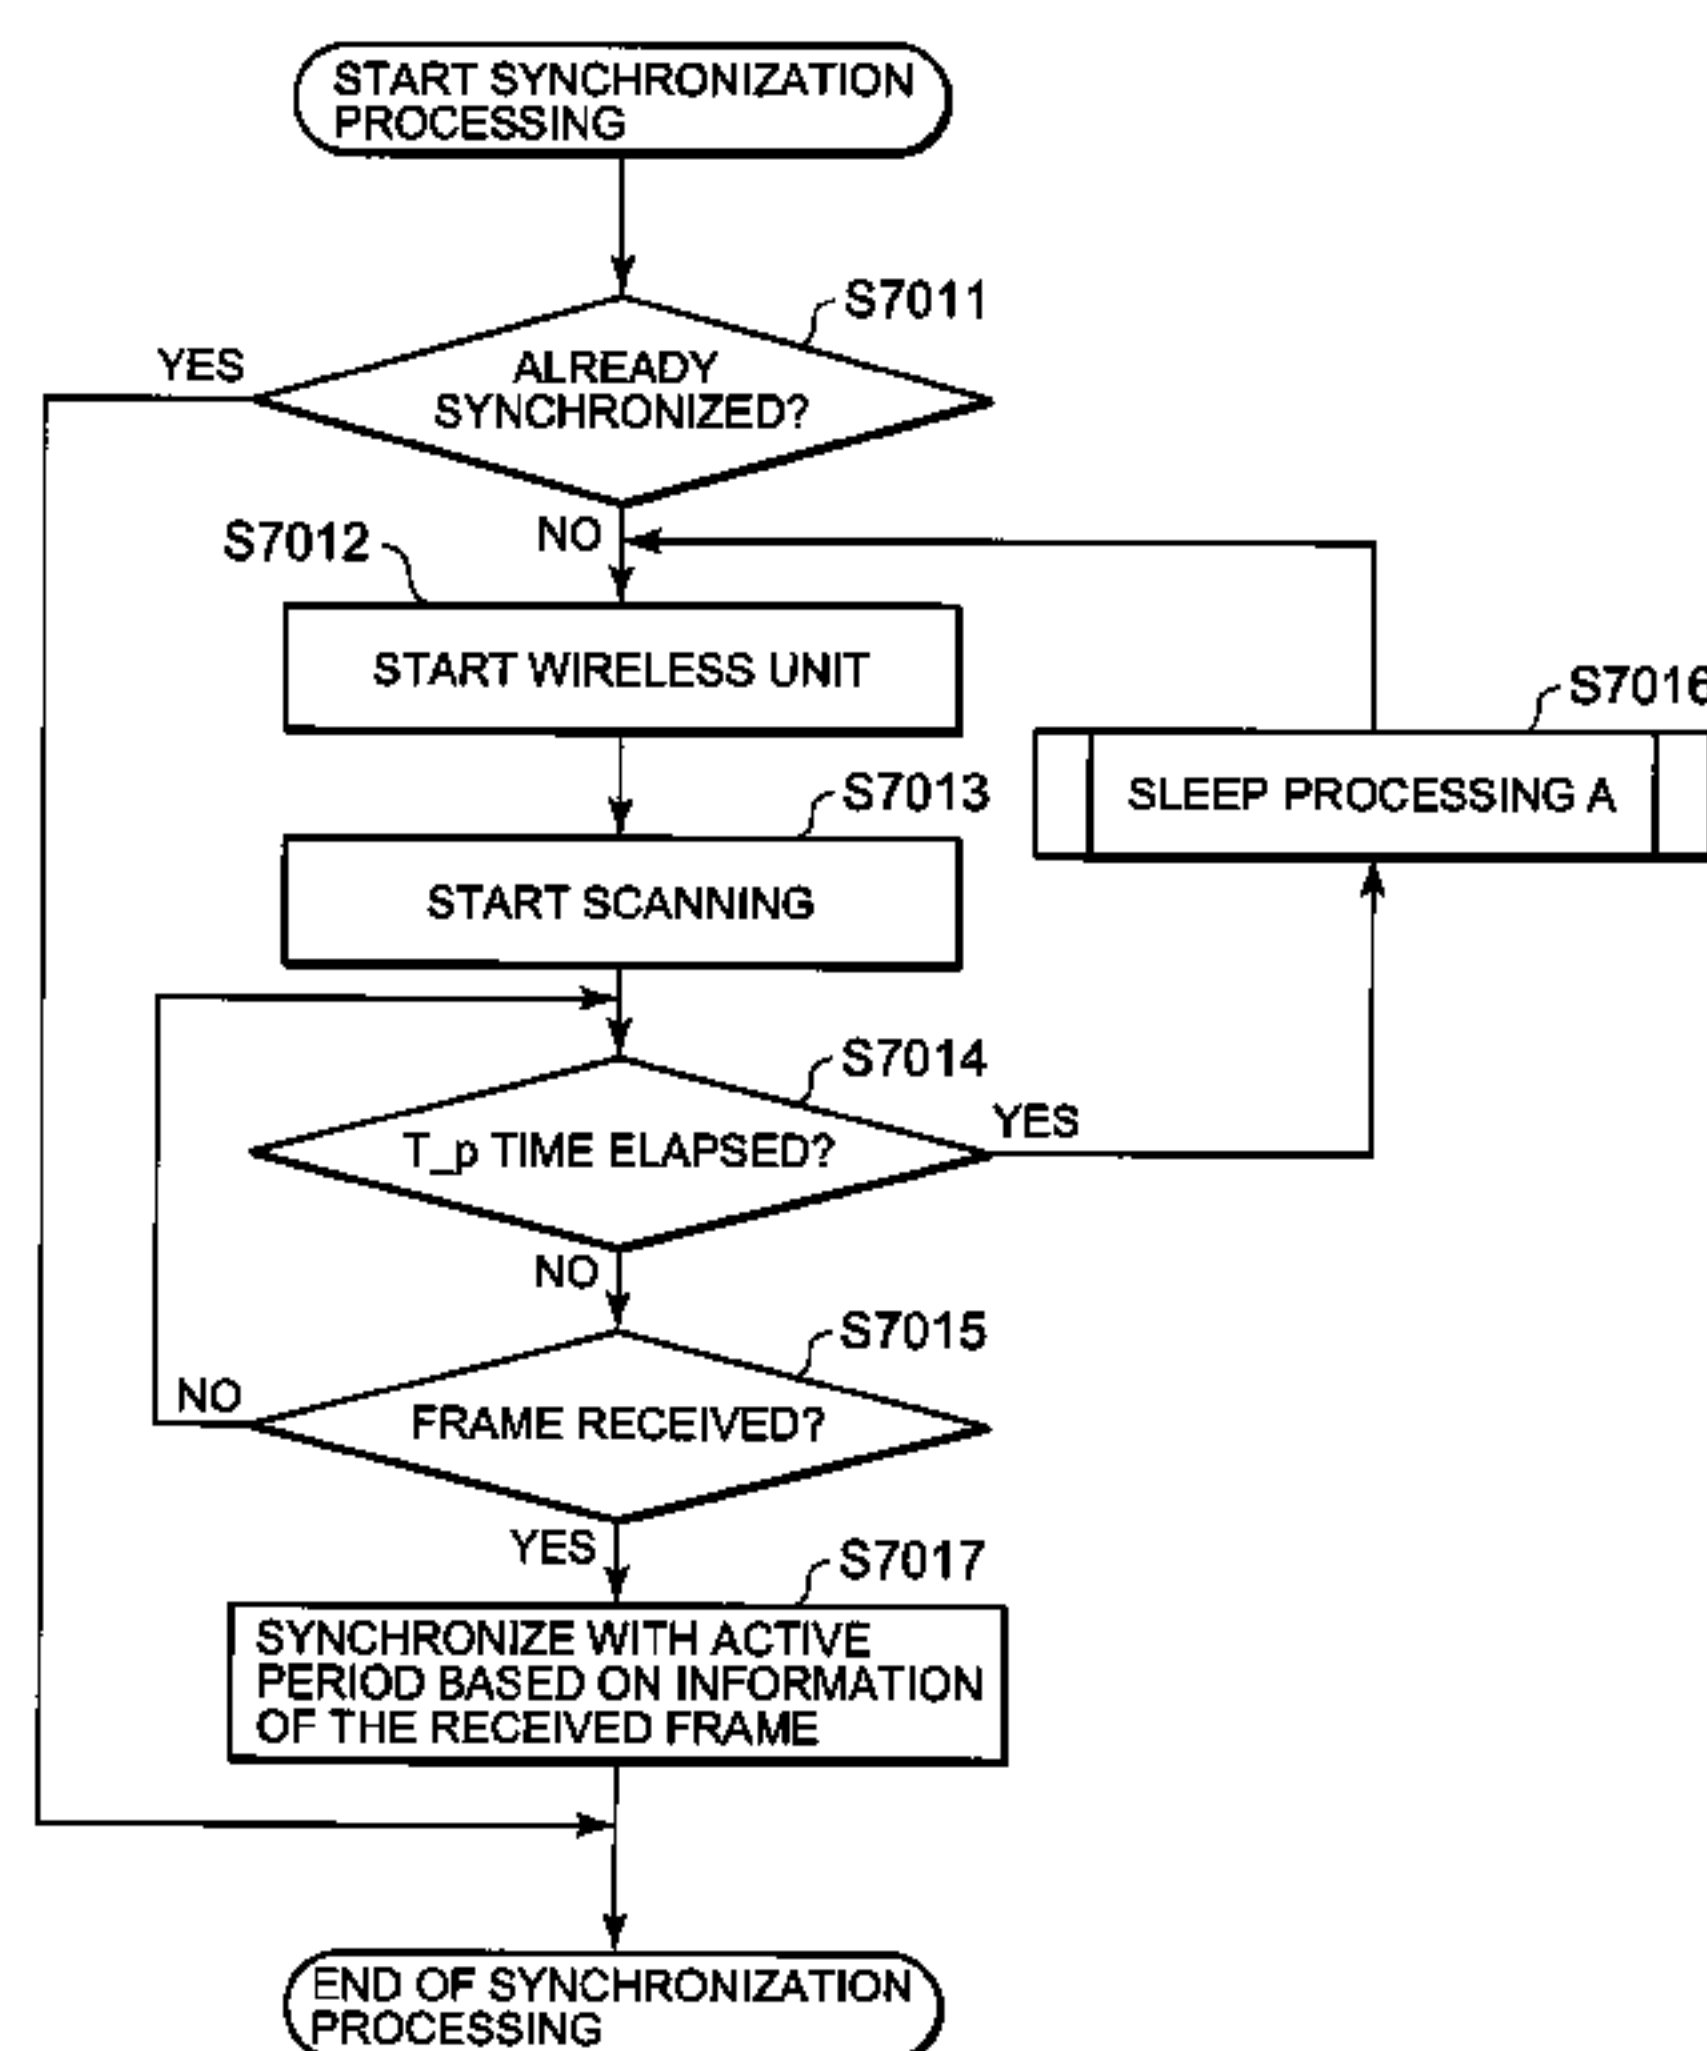 START SYNCHRONIZATION
PROCESSING
S7011
YES
ALREADY
SYNCHRONIZED?
S7012
NO
START WIRELESS UNIT
S7016
SLEEP PROCESSING A
S7013
START SCANNING
S7014
YES
T_p TIME ELAPSED?
NO
S7015
NO
FRAME RECEIVED?
YES
S7017
SYNCHRONIZE WITH ACTIVE
PERIOD BASED ON INFORMATION
OF THE RECEIVED FRAME
END OF SYNCHRONIZATION
PROCESSING